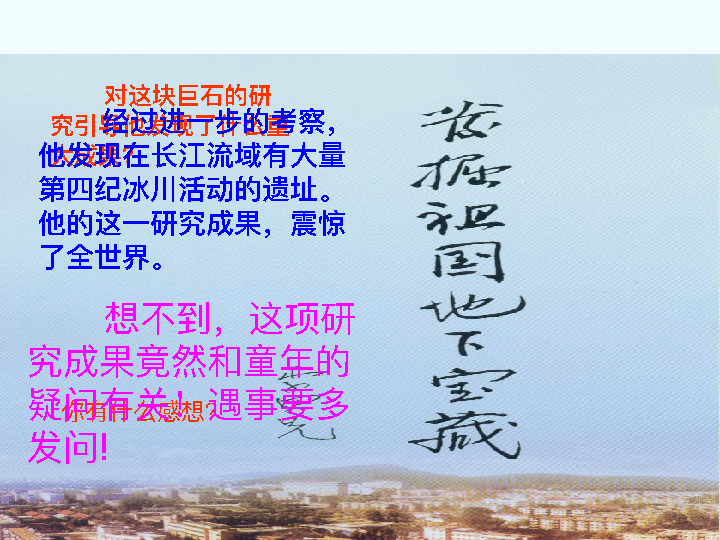 对这块巨石的研
究引导他发现了什么重
大成果?
经过进一步的考察，
他发现在长江流域有大量
第四纪冰川活动的遗址。
他的这一研究成果，震惊
了全世界。
想不到，这项研
究成果竟然和童年的
疑问有关！遇事要多
发问!
你有什么感想?
发掘祖国地下宝藏